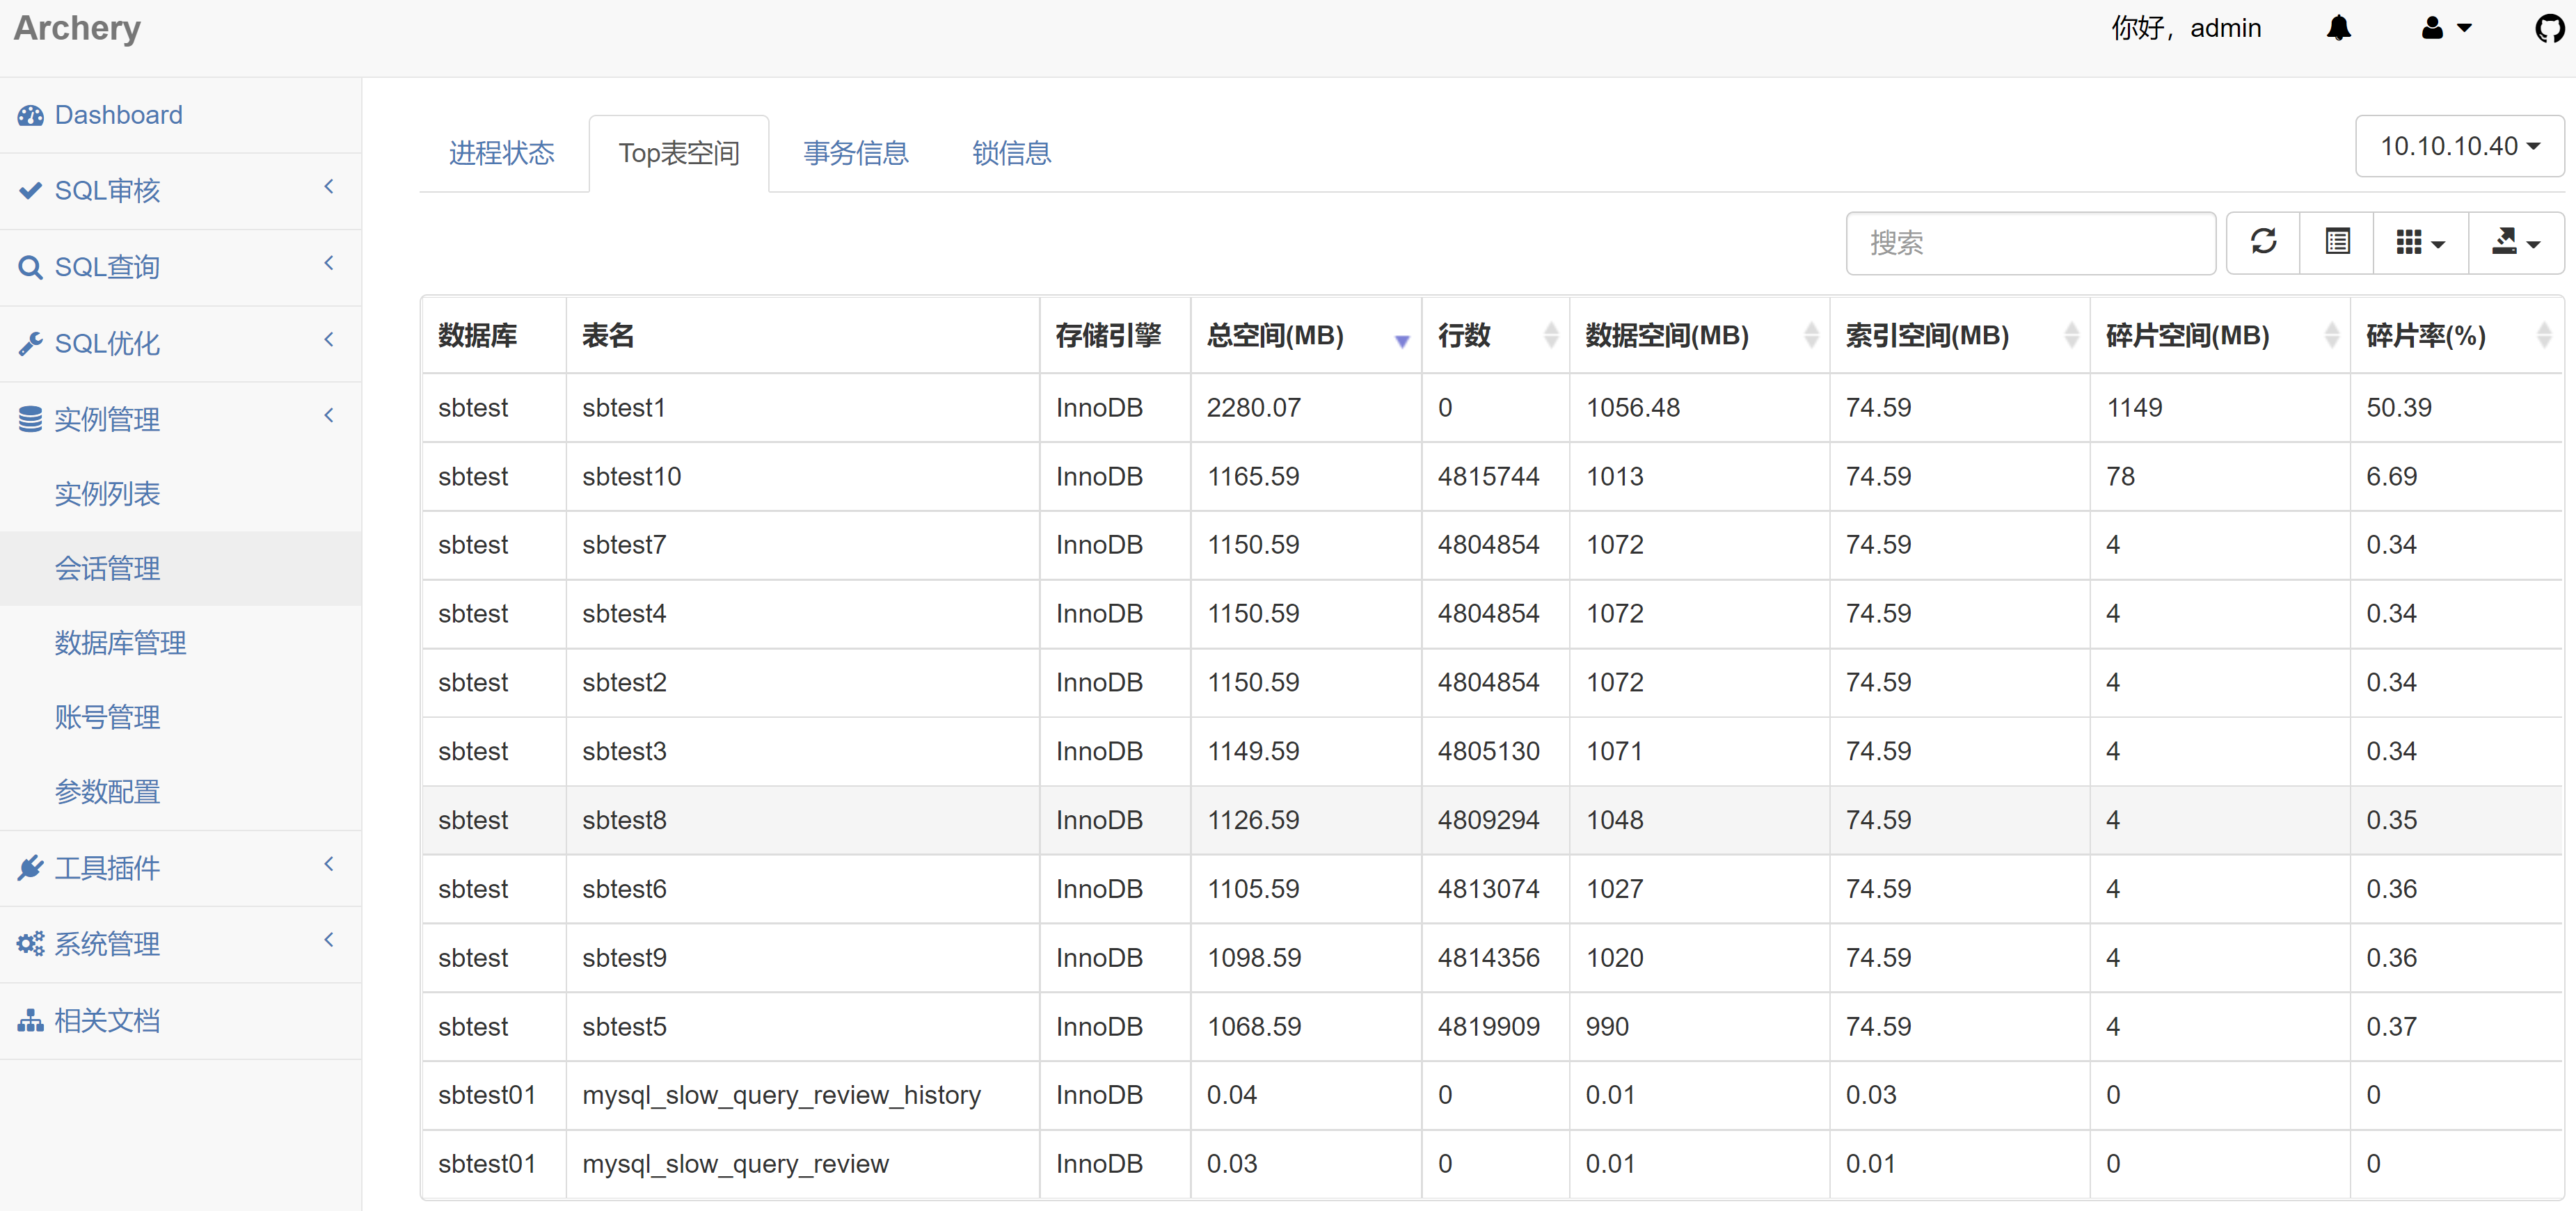 Archery
你好，admin
Dashboard
SQL审核
SQL查询
SQL优化
实例管理
实例列表
会话管理
数据库管理
账号管理
参数配置
工具插件
系统管理
相关文档
进程状态 Top表空间 事务信息 锁信息 10.10.10.40
搜索
数据库 表名 存储引擎 总空间(MB) 行数 数据空间(MB) 索引空间(MB) 碎片空间(MB) 碎片率(%)
sbtest sbtest1 InnoDB 2280.07 0 1056.48 74.59 1149 50.39
sbtest sbtest10 InnoDB 1165.59 4815744 1013 74.59 78 6.69
sbtest sbtest7 InnoDB 1150.59 4804854 1072 74.59 4 0.34
sbtest sbtest4 InnoDB 1150.59 4804854 1072 74.59 4 0.34
sbtest sbtest2 InnoDB 1150.59 4804854 1072 74.59 4 0.34
sbtest sbtest3 InnoDB 1149.59 4805130 1071 74.59 4 0.34
sbtest sbtest8 InnoDB 1126.59 4809294 1048 74.59 4 0.35
sbtest sbtest6 InnoDB 1105.59 4813074 1027 74.59 4 0.36
sbtest sbtest9 InnoDB 1098.59 4814356 1020 74.59 4 0.36
sbtest sbtest5 InnoDB 1068.59 4819909 990 74.59 4 0.37
sbtest01 mysql_slow_query_review_history InnoDB 0.04 0 0.01 0.03 0 0
sbtest01 mysql_slow_query_review InnoDB 0.03 0 0.01 0.01 0 0